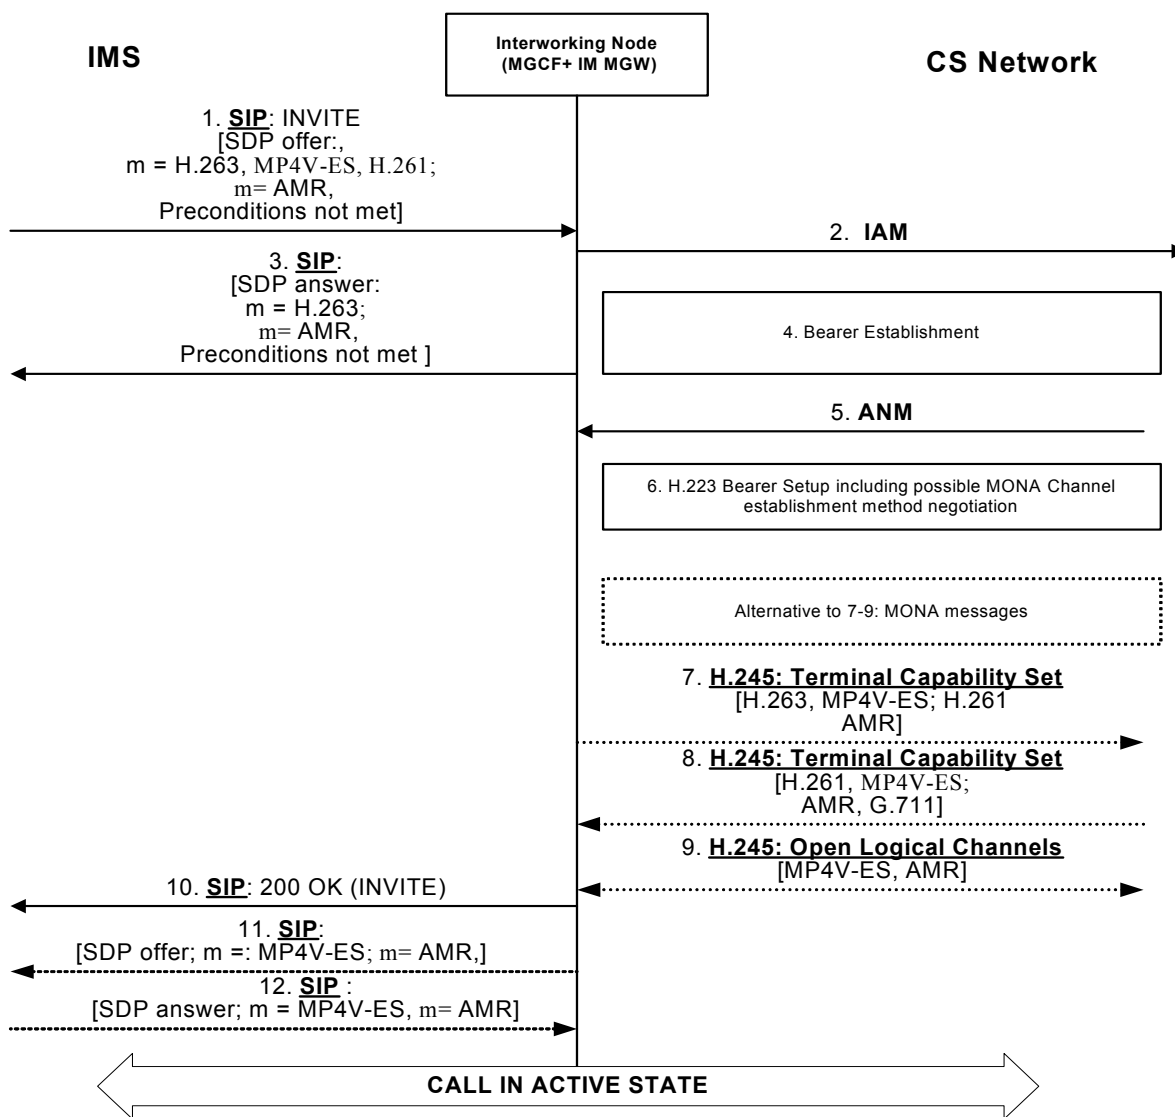 IMS
Interworking Node
(MGCF+ IM MGW)
CS Network
1. SIP: INVITE
[SDP offer:,
m = H.263, MP4V-ES, H.261;
m= AMR,
Preconditions not met]
2. IAM
3. SIP:
[SDP answer:
m = H.263;
m= AMR,
Preconditions not met ]
4. Bearer Establishment
5. ANM
6. H.223 Bearer Setup including possible MONA Channel
establishment method negotiation
Alternative to 7-9: MONA messages
7. H.245: Terminal Capability Set
[H.263, MP4V-ES; H.261
AMR]
8. H.245: Terminal Capability Set
[H.261, MP4V-ES;
AMR, G.711]
9. H.245: Open Logical Channels
[MP4V-ES, AMR]
10. SIP: 200 OK (INVITE)
11. SIP:
[SDP offer; m =: MP4V-ES; m= AMR,]
12. SIP :
[SDP answer; m = MP4V-ES, m= AMR]
CALL IN ACTIVE STATE